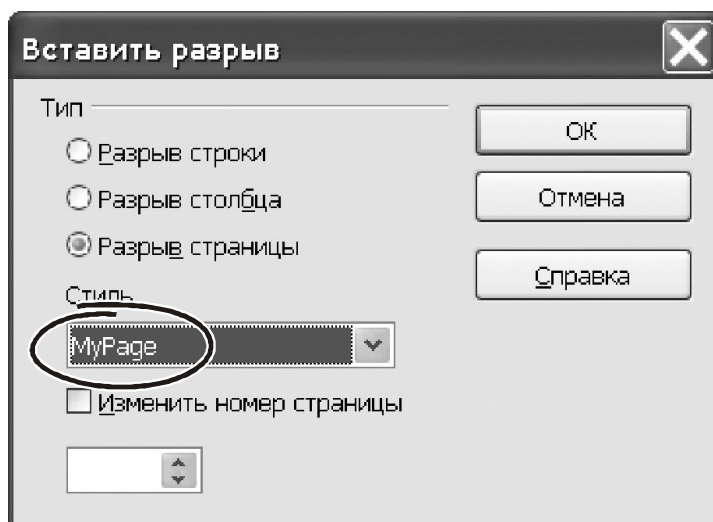 Вставить разрыв
Тип
Разрыв строки
Разрыв столбца
Разрыв страницы
Стиль
MyPage
Изменить номер страницы
ОК
Отмена
Справка